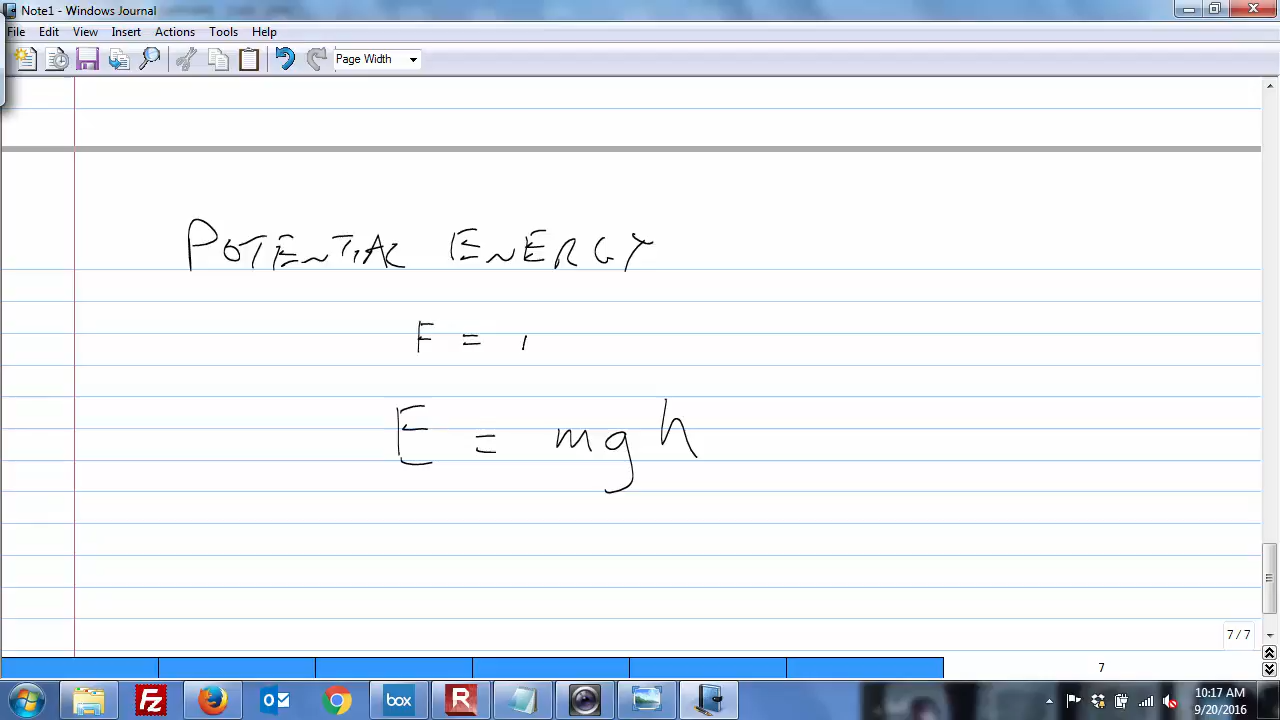 Note1 - Windows Journal
File Edit View Insert Actions Tools Help
Page Width
POTENTIAL ENERGY
F =
E = mgh
7 / 7
7
box
R
10:17 AM
9/20/2016